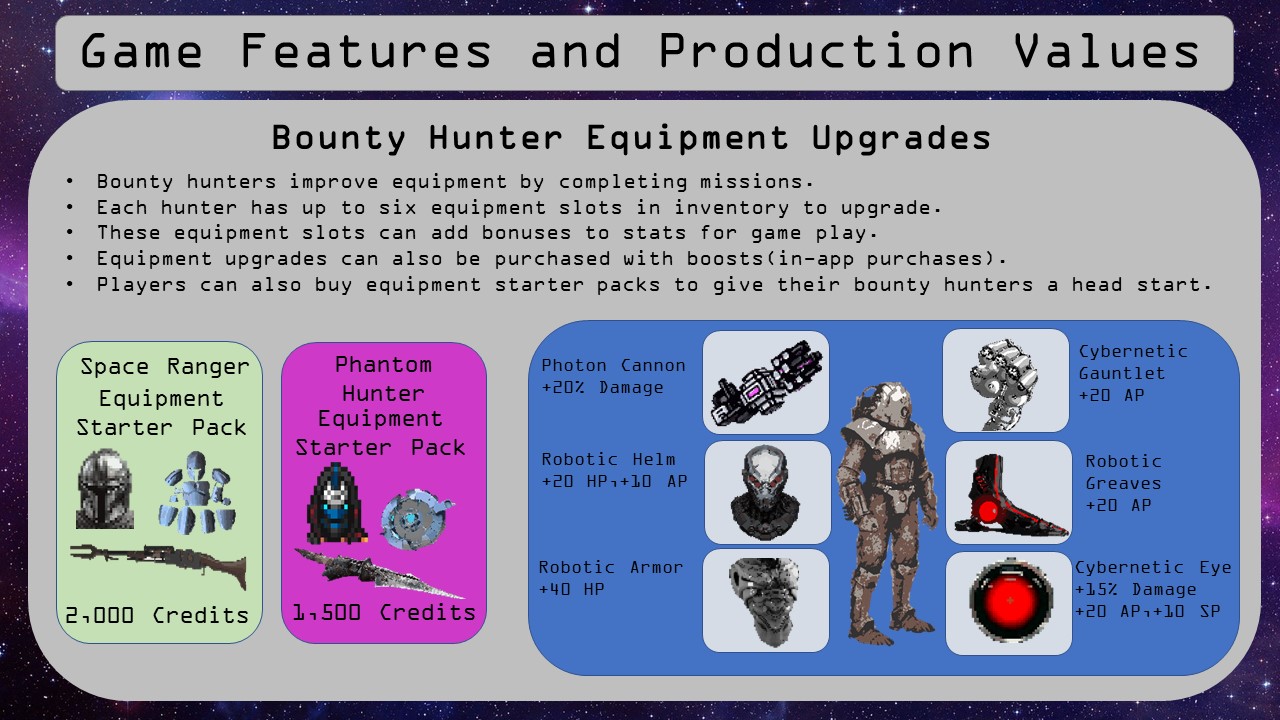 Game Features and Production Values
Bounty Hunter Equipment Upgrades
• Bounty hunters improve equipment by completing missions.
• Each hunter has up to six equipment slots in inventory to upgrade.
• These equipment slots can add bonuses to stats for game play.
• Equipment upgrades can also be purchased with boosts(in-app purchases).
• Players can also buy equipment starter packs to give their bounty hunters a head start.
Space Ranger
Equipment
Starter Pack
2,000 Credits
Phantom
Hunter
Equipment
Starter Pack
1,500 Credits
Photon Cannon
+20% Damage
Robotic Helm
+20 HP,+10 AP
Robotic Armor
+40 HP
Cybernetic
Gauntlet
+20 AP
Robotic
Greaves
+20 AP
Cybernetic Eye
+15% Damage
+20 AP,+10 SP